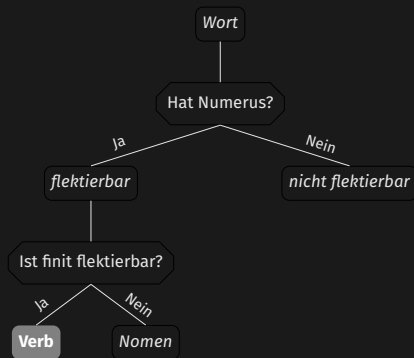 Wort
Hat Numerus?
Ja
Nein
flektierbar
nicht flektierbar
Ist finit flektierbar?
Ja
Nein
Verb
Nomen